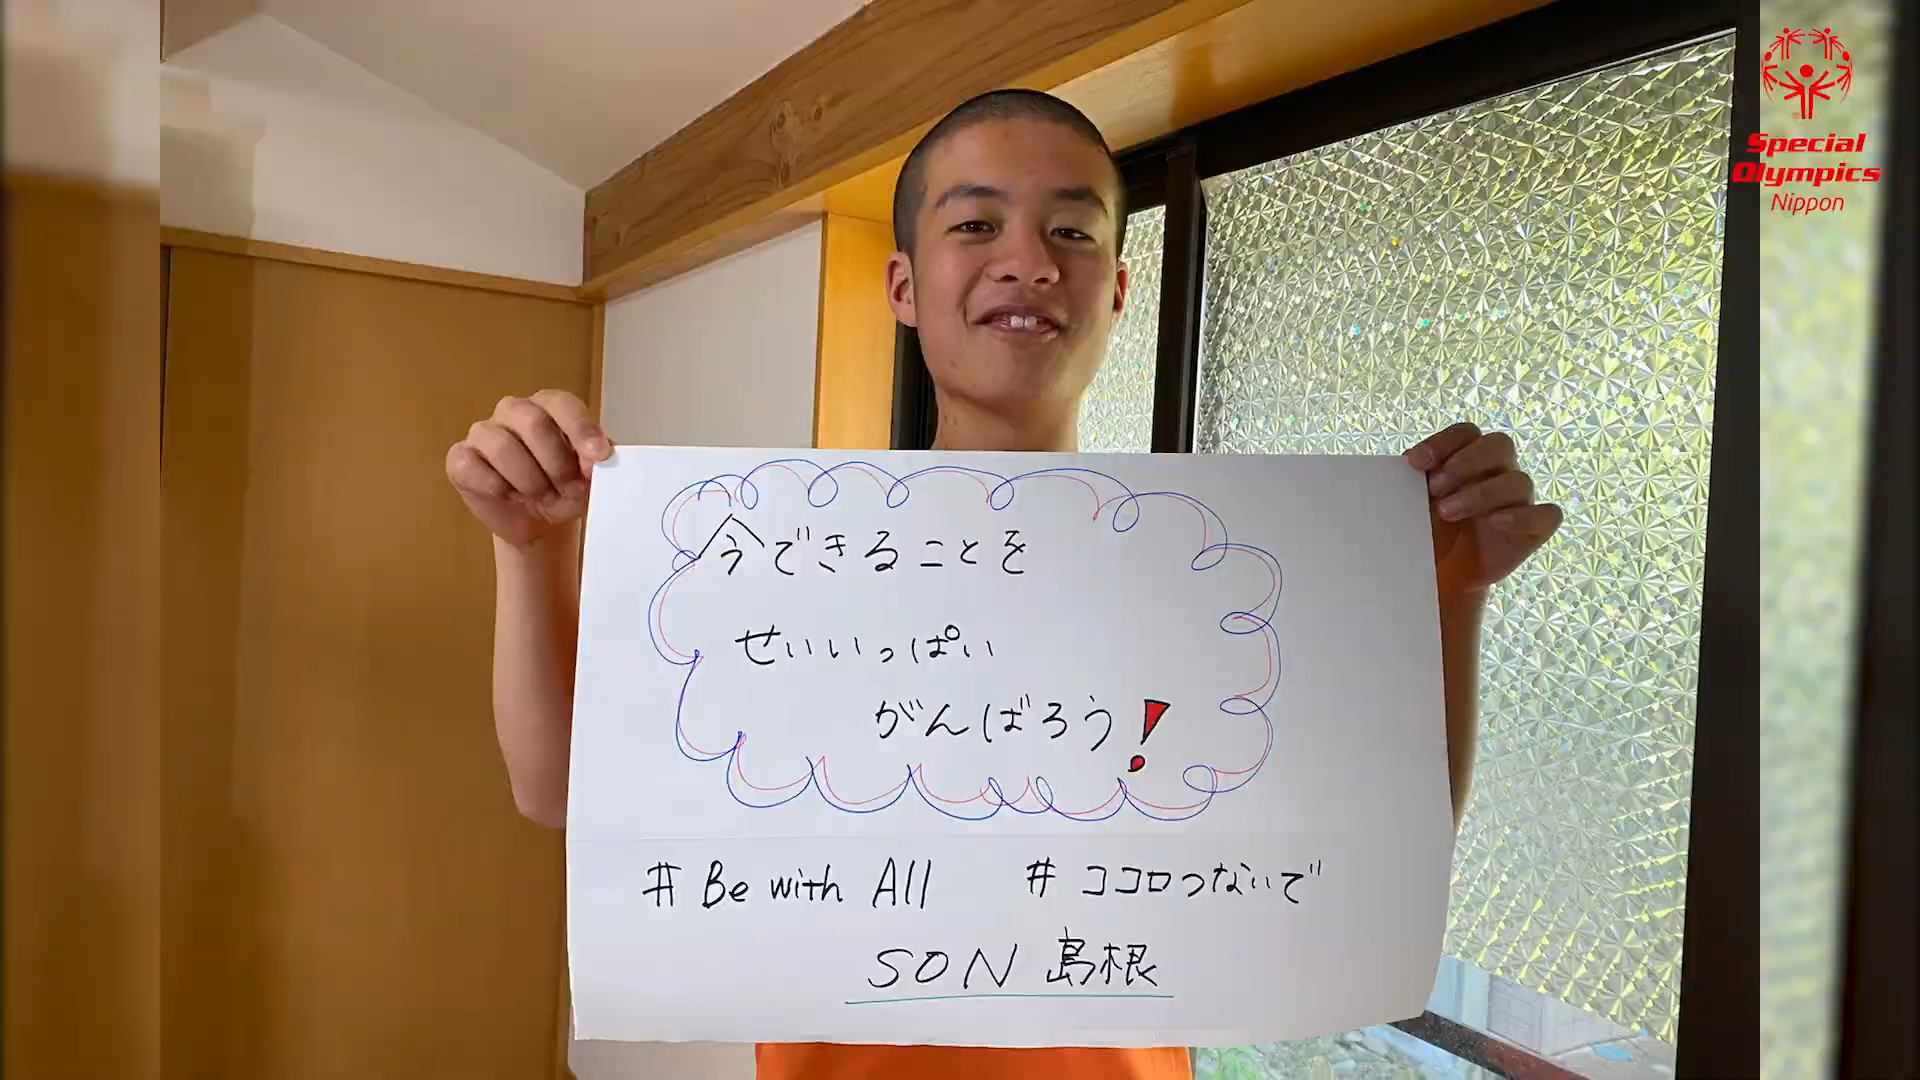 Special
Olympics
Nippon
今できることを
せいいっぱい
がんばろう!
# Be with All # ココロつないで
SON 島根